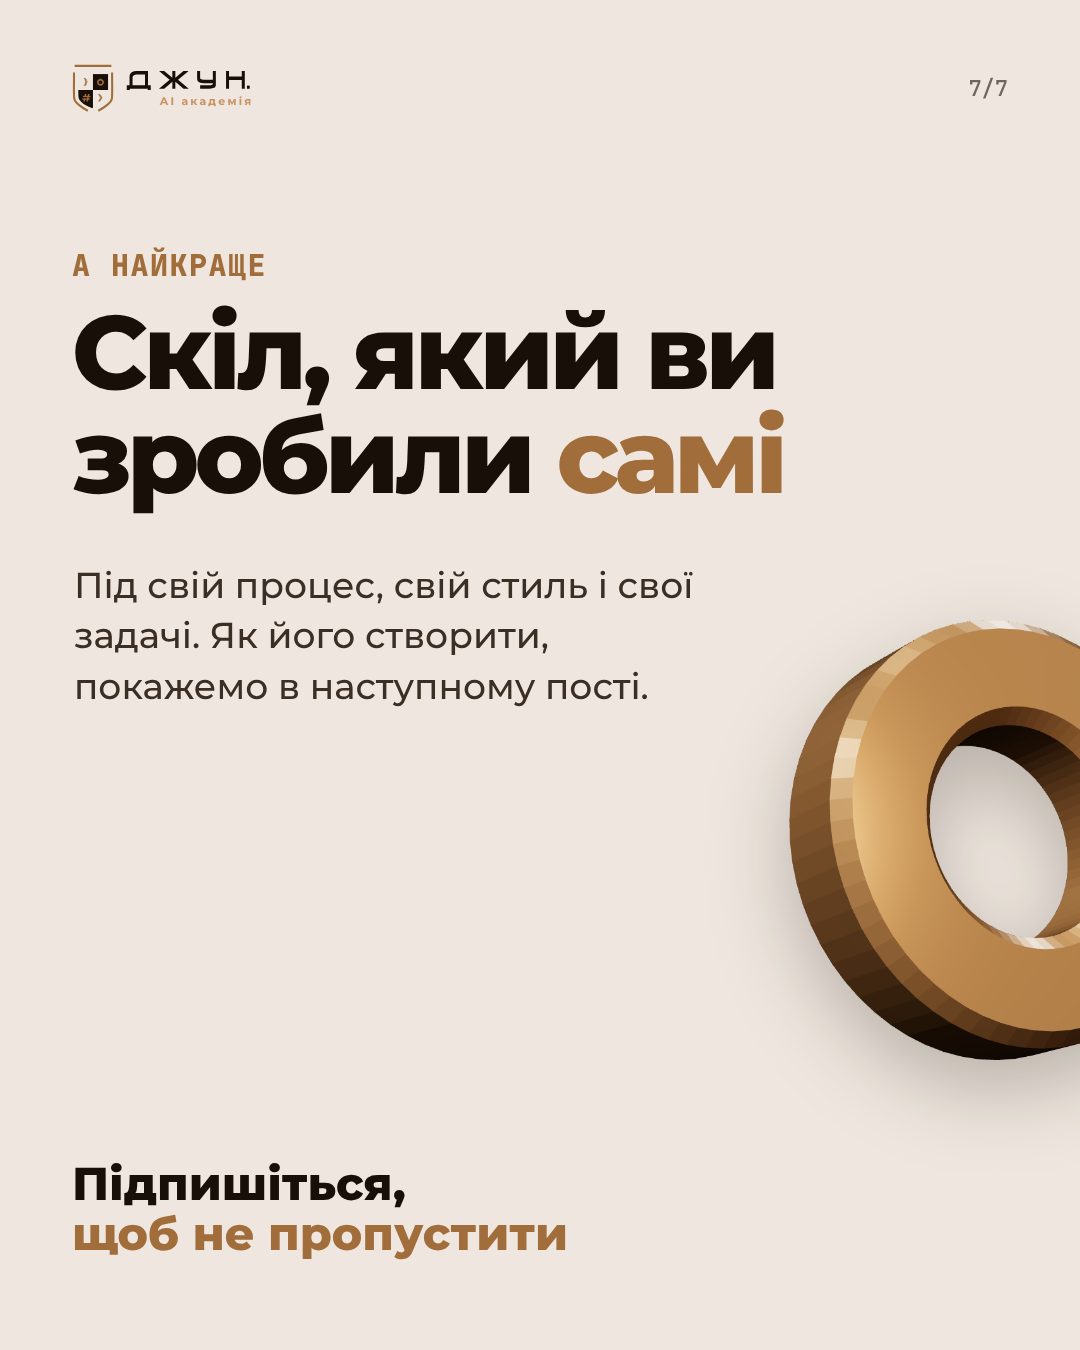 ДЖУН.
AI академія
7/7
А НАЙКРАЩЕ
Скіл, який ви
зробили самі
Під свій процес, свій стиль і свої
задачі. Як його створити,
покажемо в наступному пості.
Підпишіться,
щоб не пропустити